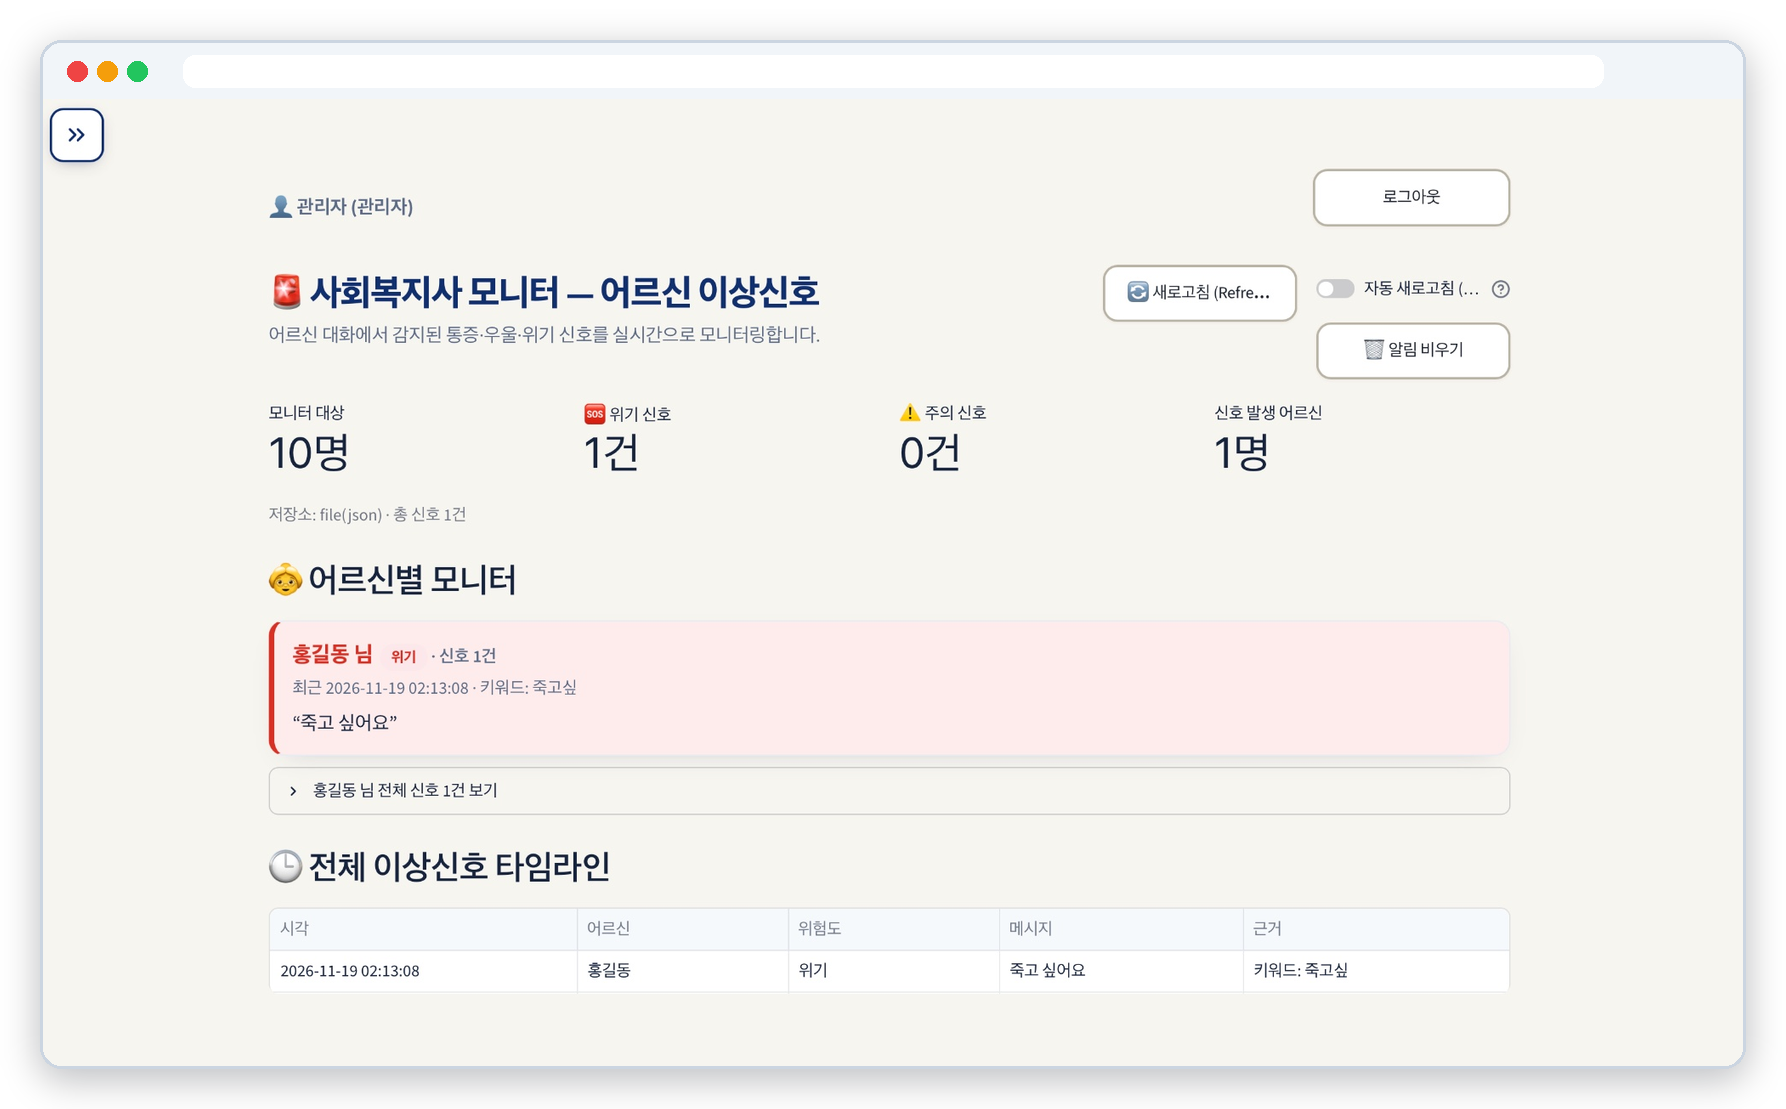 관리자 (관리자)
로그아웃
사회복지사 모니터 — 어르신 이상신호
어르신 대화에서 감지된 통증·우울·위기 신호를 실시간으로 모니터링합니다.
새로고침 (Refre...
자동 새로고침 (...
알림 비우기
모니터 대상
10명
SOS 위기 신호
1건
주의 신호
0건
신호 발생 어르신
1명
저장소: file(json) · 총 신호 1건
어르신별 모니터
홍길동 님 위기 · 신호 1건
최근 2026-11-19 02:13:08 · 키워드: 죽고싶
“죽고 싶어요”
홍길동 님 전체 신호 1건 보기
전체 이상신호 타임라인
시각 어르신 위험도 메시지 근거
2026-11-19 02:13:08 홍길동 위기 죽고 싶어요 키워드: 죽고싶